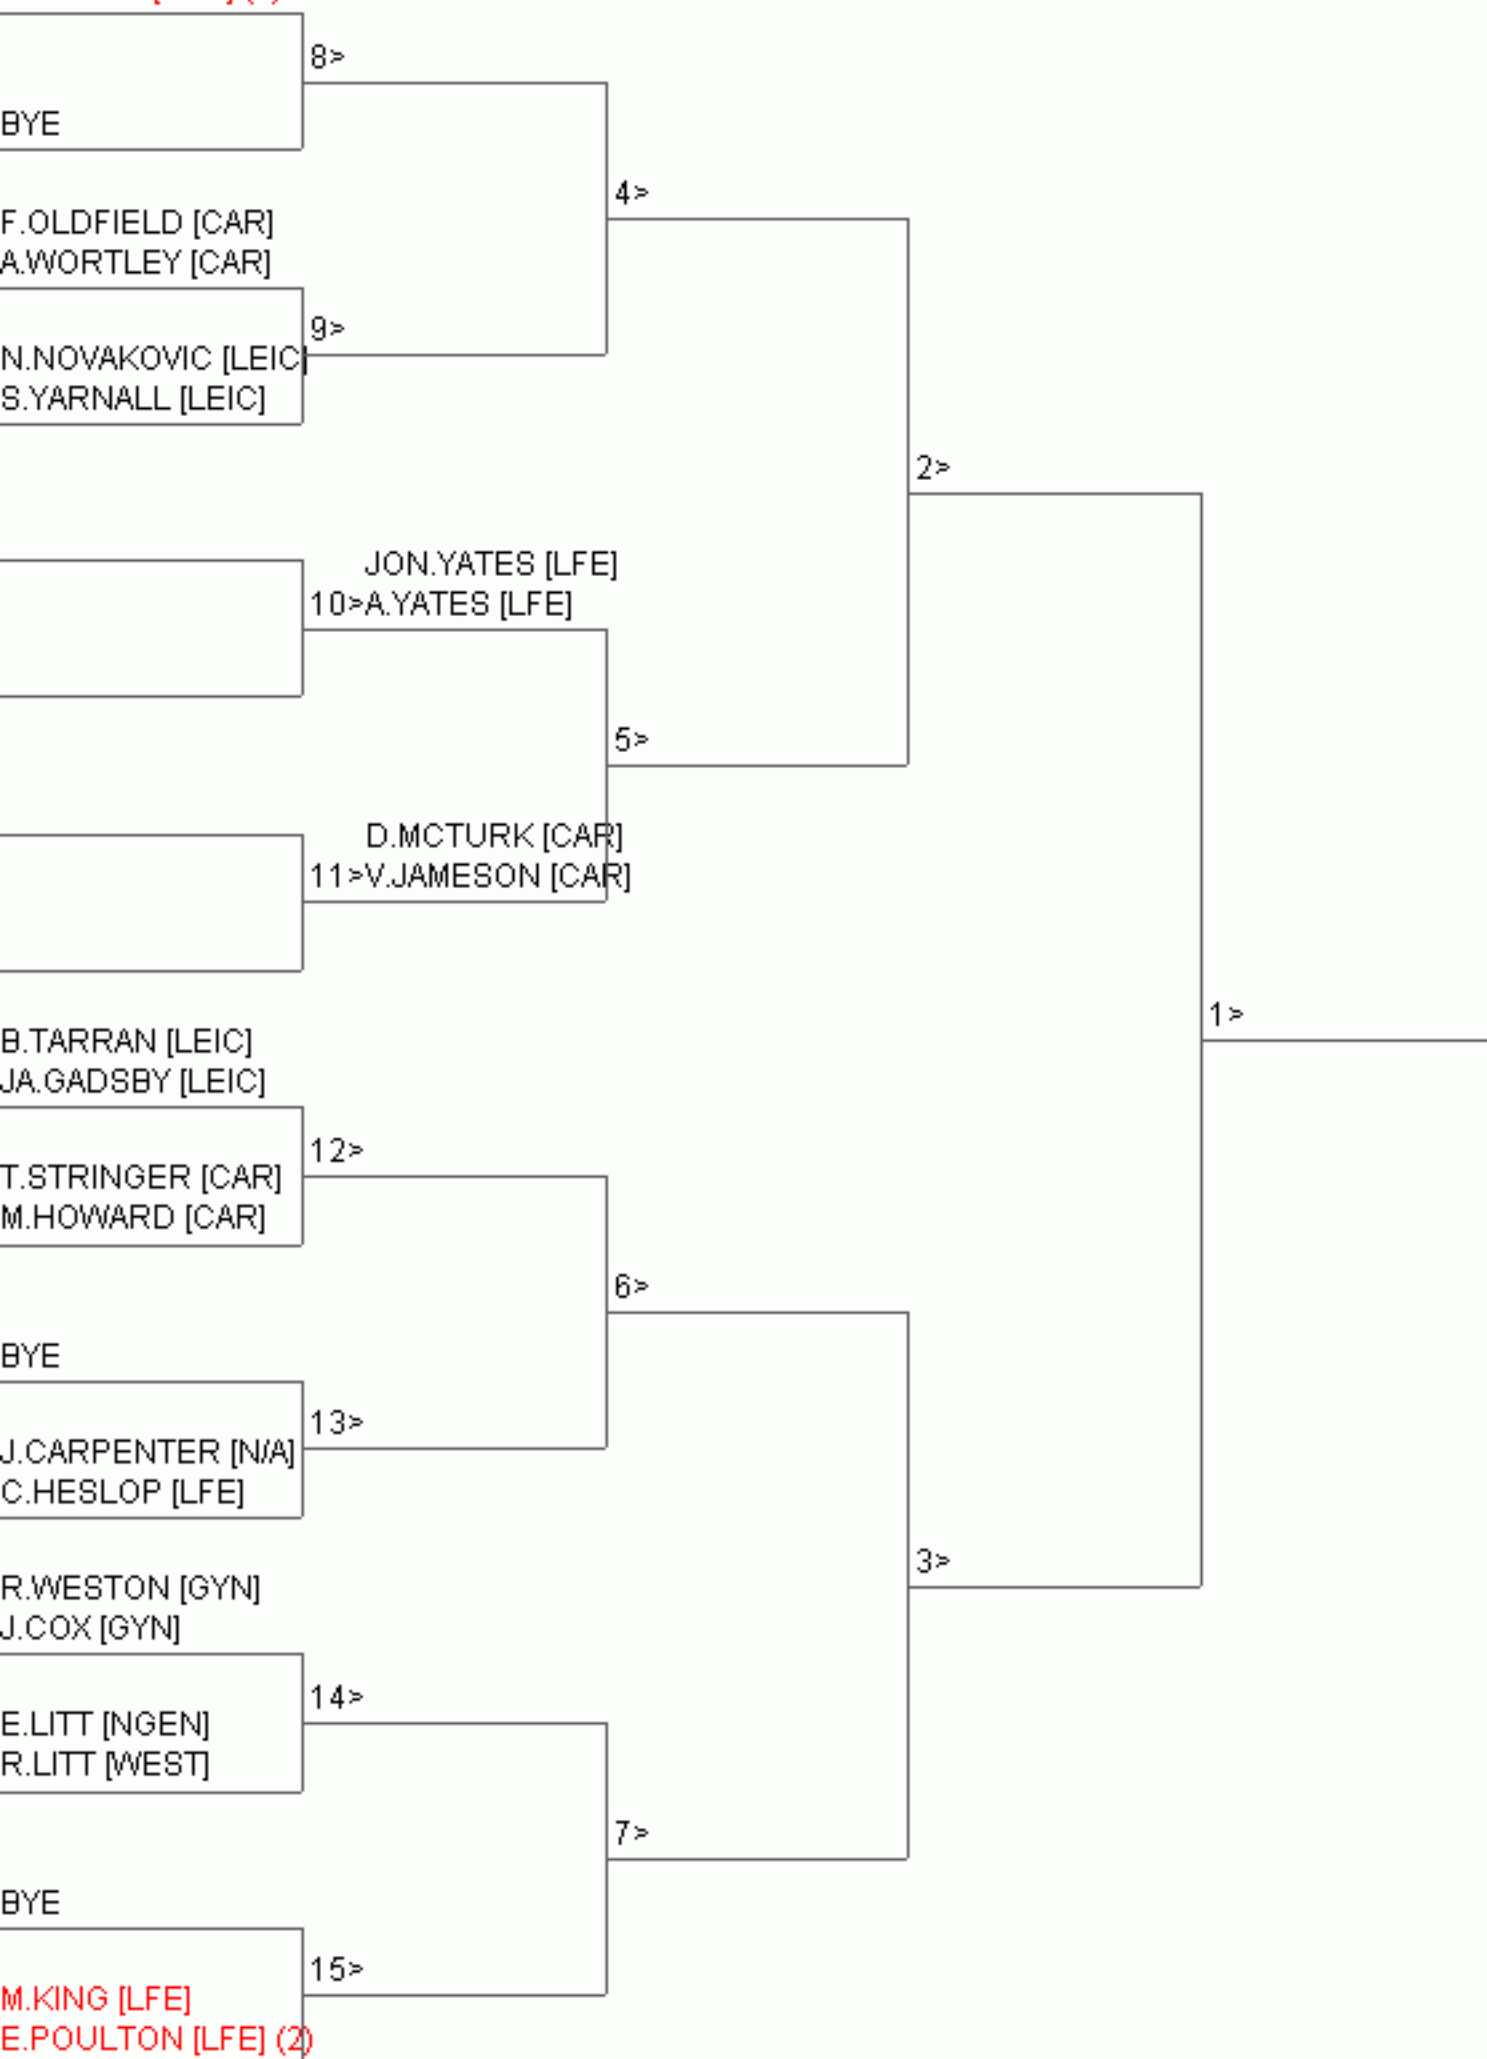 8>
BYE
4>
F.OLDFIELD [CAR]
A.WORTLEY [CAR]
9>
N.NOVAKOVIC [LEIC]
S.YARNALL [LEIC]
2>
JON.YATES [LFE]
10>A.YATES [LFE]
5>
D.MCTURK [CAR]
11>V.JAMESON [CAR]
1>
B.TARRAN [LEIC]
JA.GADSBY [LEIC]
12>
T.STRINGER [CAR]
M.HOWARD [CAR]
6>
BYE
13>
J.CARPENTER [N/A]
C.HESLOP [LFE]
3>
R.WESTON [GYN]
J.COX [GYN]
14>
E.LITT [NGEN]
R.LITT [WEST]
7>
BYE
15>
M.KING [LFE]
E.POULTON [LFE] (2)